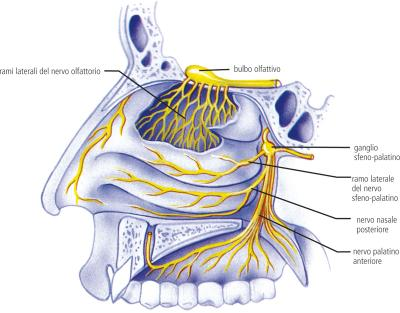 rami laterali del nervo olfattorio
bulbo olfattivo
ganglio
sfeno-palatino
ramo laterale
del nervo
sfeno-palatino
nervo nasale
posteriore
nervo palatino
anteriore